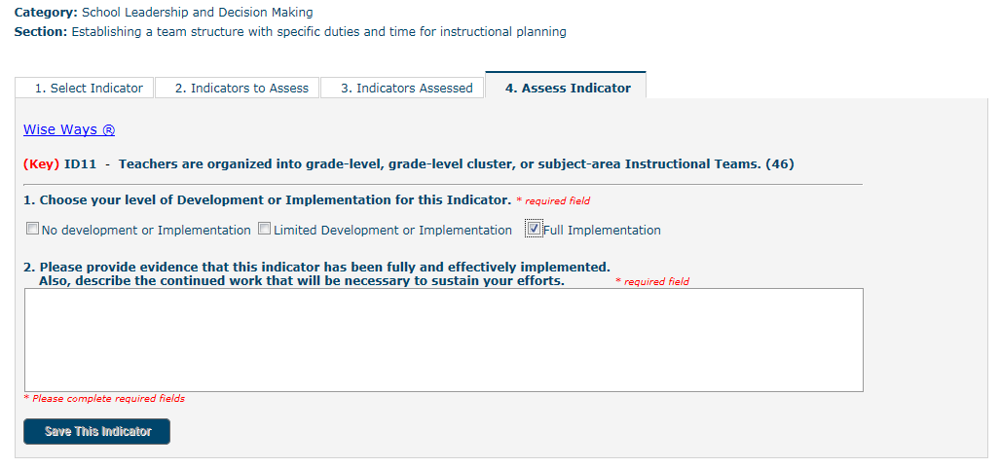 Category: School Leadership and Decision Making
Section: Establishing a team structure with specific duties and time for instructional planning
1. Select Indicator 2. Indicators to Assess 3. Indicators Assessed 4. Assess Indicator
Wise Ways ®
(Key) ID11 - Teachers are organized into grade-level, grade-level cluster, or subject-area Instructional Teams. (46)
1. Choose your level of Development or Implementation for this Indicator. * required field
No development or Implementation Limited Development or Implementation Full Implementation
2. Please provide evidence that this indicator has been fully and effectively implemented.
Also, describe the continued work that will be necessary to sustain your efforts. * required field
* Please complete required fields
Save This Indicator